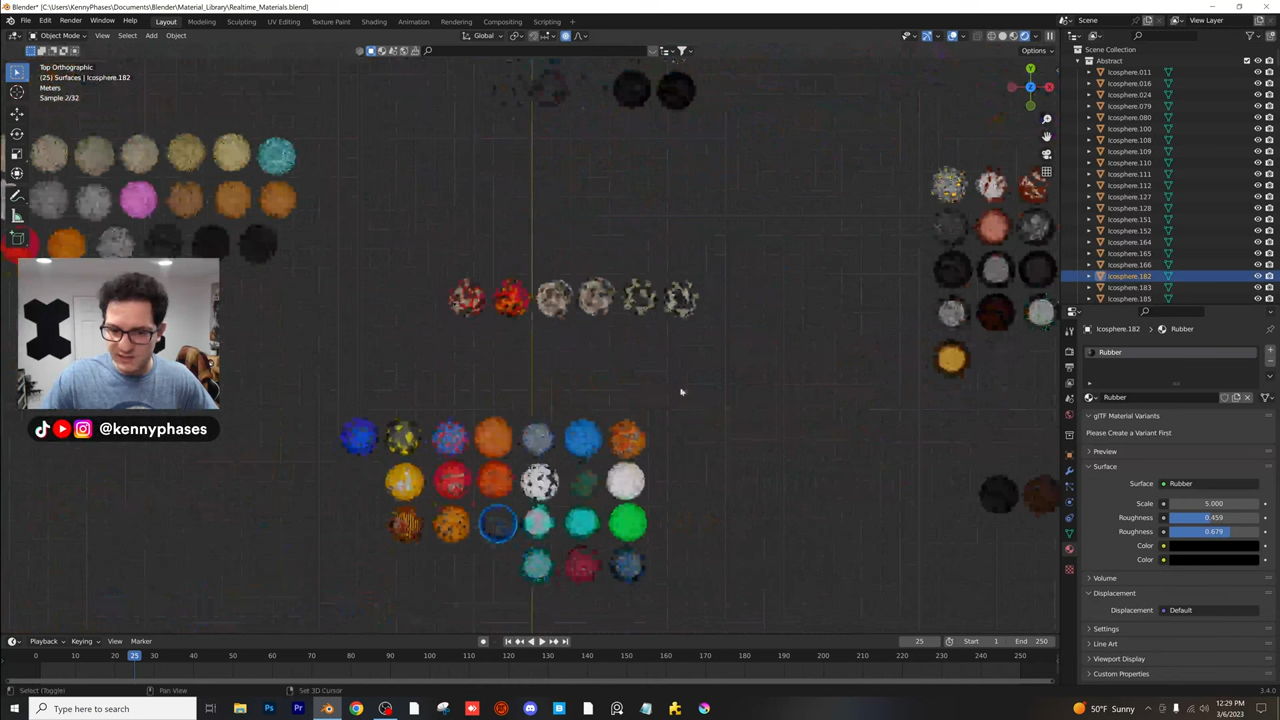 Blender* [C:\Users\KennyPhases\Documents\Blender\Material_Library\Realtime_Materials.blend]
File Edit Render Window Help Layout Modeling Sculpting UV Editing Texture Paint Shading Animation Rendering Compositing Scripting Scene View Layer
Object Mode View Select Add Object Global
Options
Top Orthographic
(25) Surfaces | Icosphere.182
Meters
Sample 2/32
Y
X
Z
Scene Collection
Abstract
Icosphere.011
Icosphere.016
Icosphere.024
Icosphere.079
Icosphere.080
Icosphere.100
Icosphere.108
Icosphere.109
Icosphere.110
Icosphere.111
Icosphere.112
Icosphere.127
Icosphere.128
Icosphere.151
Icosphere.152
Icosphere.164
Icosphere.165
Icosphere.166
Icosphere.182
Icosphere.183
Icosphere.185
Icosphere.182 > Rubber
Rubber
Rubber
glTF Material Variants
Please Create a Variant First
Preview
Surface
Surface Rubber
Scale 5.000
Roughness 0.459
Roughness 0.679
Color
Color
Volume
Displacement
Displacement Default
Settings
Line Art
Viewport Display
Custom Properties
@kennyphases
Playback Keying View Marker 25 Start 1 End 250
0 10 20 25 30 40 50 60 70 80 90 100 110 120 130 140 150 160 170 180 190 200 210 220 230 240 250
Select (Toggle) Pan View Set 3D Cursor 3.4.0
Type here to search
50°F Sunny
12:29 PM
3/6/2023